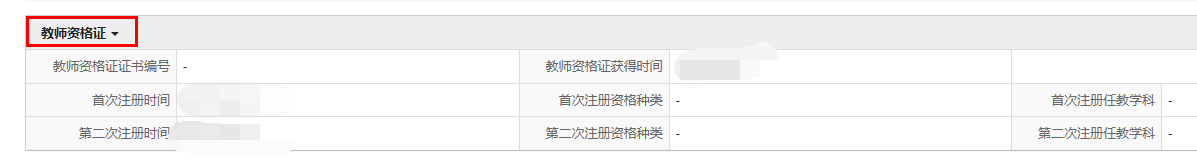 教师资格证
教师资格证证书编号 - 教师资格证获得时间
首次注册时间 首次注册资格种类 - 首次注册任教学科 -
第二次注册时间 第二次注册资格种类 - 第二次注册任教学科 -